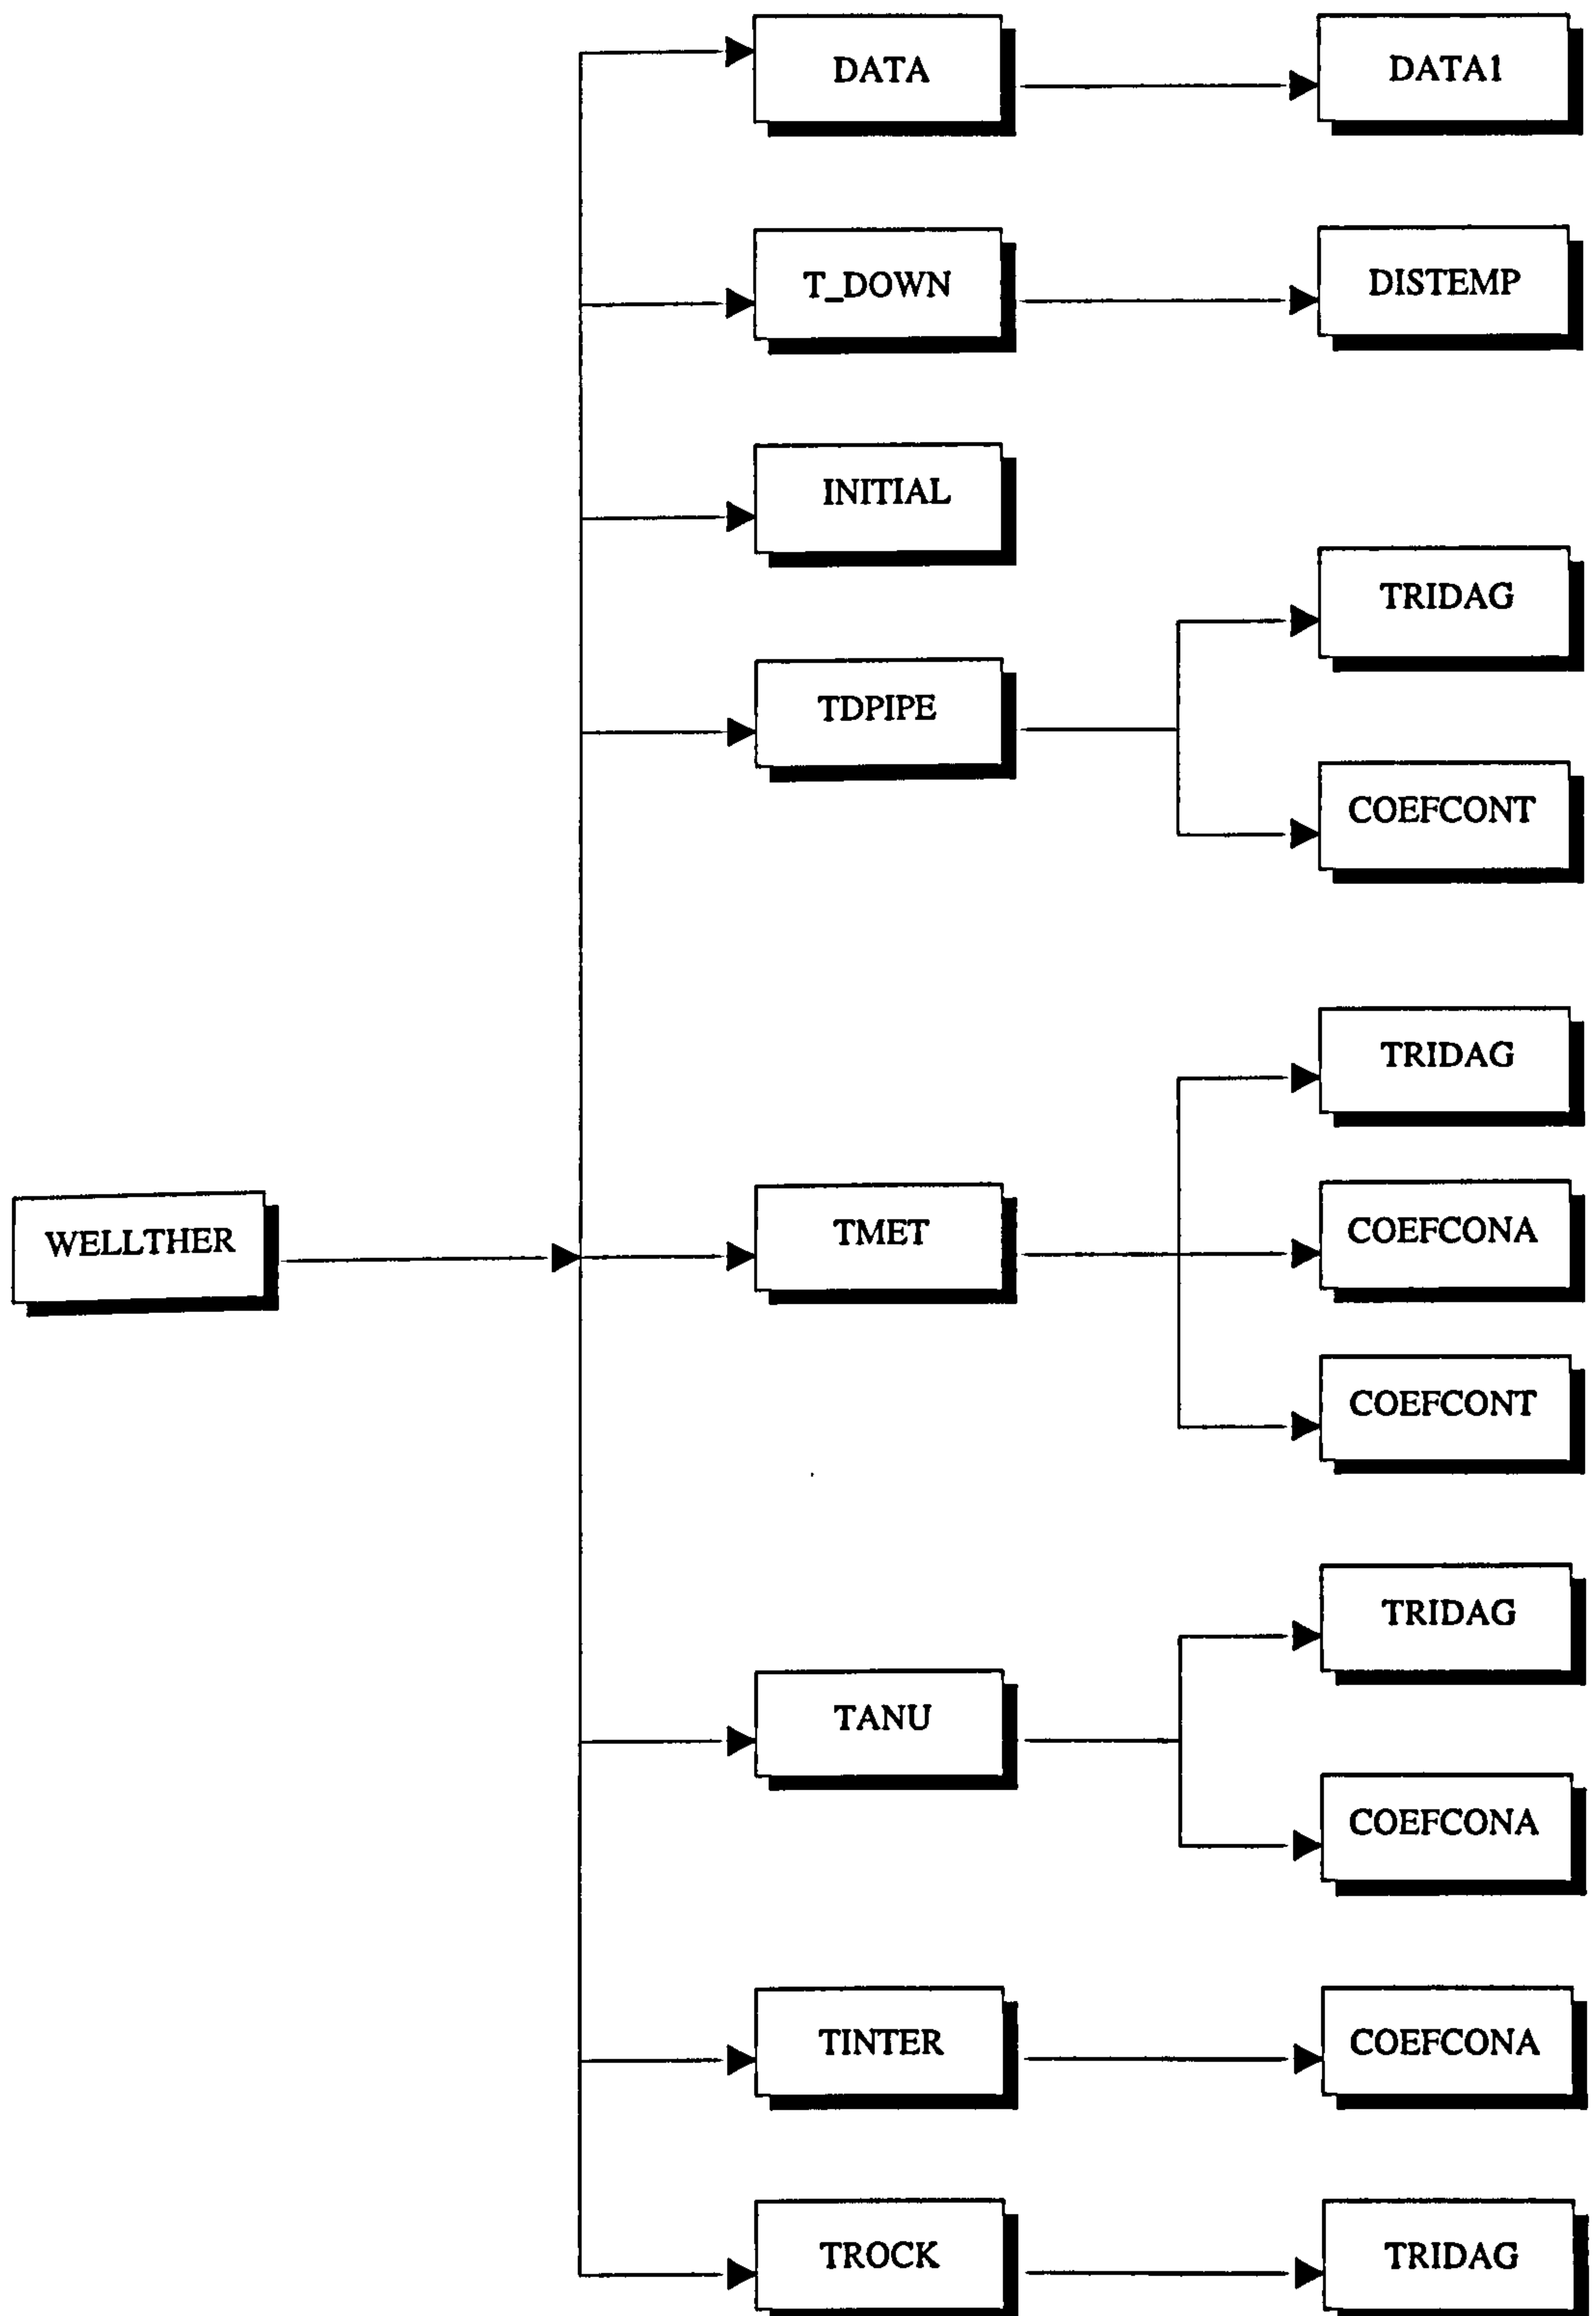 DATA
DATA1
T_DOWN
DISTEMP
INITIAL
TRIDAG
TDPIPE
COEFCONT
TRIDAG
WELLTHER
TMET
COEFCONA
COEFCONT
TRIDAG
TANU
COEFCONA
TINTER
COEFCONA
TROCK
TRIDAG